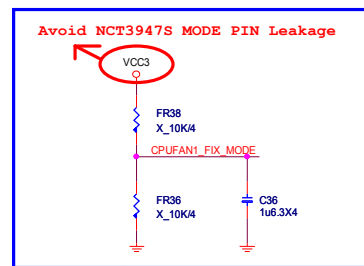 Avoid NCT3947S MODE PIN Leakage
VCC3
FR38
X_10K/4
CPUFAN1_FIX_MODE
FR36
X_10K/4
C36
1u6.3X4